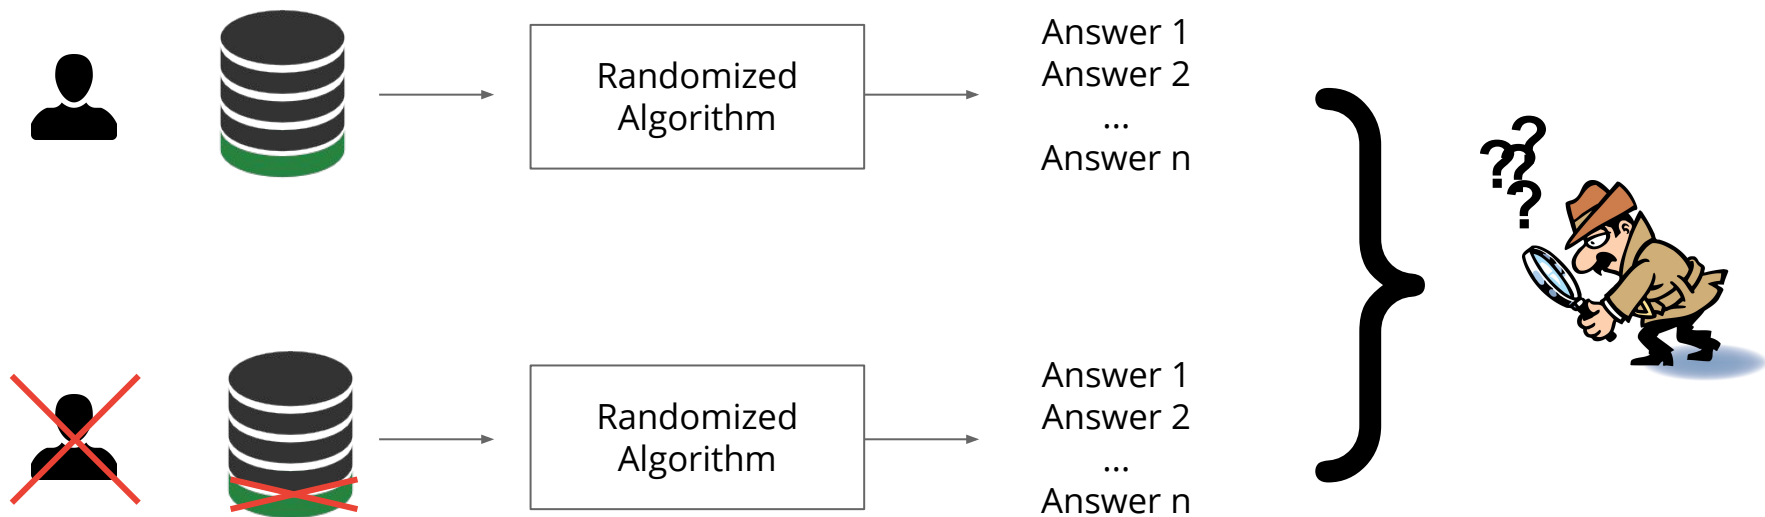 Randomized
Algorithm
Answer 1
Answer 2
...
Answer n
? ? ? ?
Randomized
Algorithm
Answer 1
Answer 2
...
Answer n